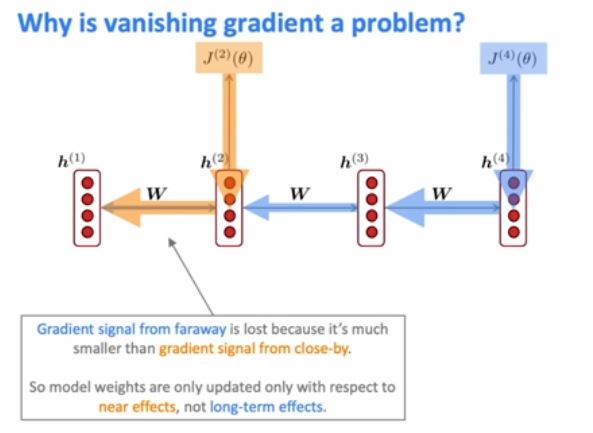 Why is vanishing gradient a problem?
J⁽²⁾(θ) J⁽⁴⁾(θ)
h⁽¹⁾ h⁽²⁾ h⁽³⁾ h⁽⁴⁾
W W W
Gradient signal from faraway is lost because it's much
smaller than gradient signal from close-by.
So model weights are only updated only with respect to
near effects, not long-term effects.